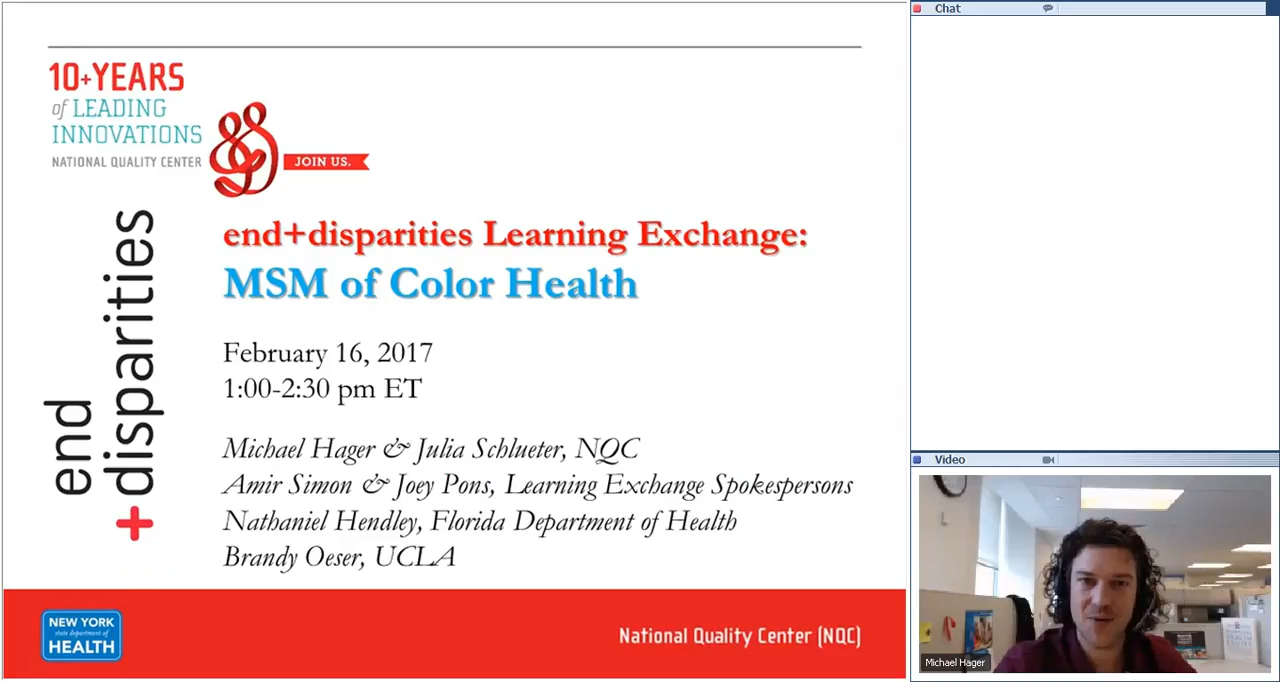 10+YEARS
of LEADING
INNOVATIONS
NATIONAL QUALITY CENTER
JOIN US.
end
+disparities
end+disparities Learning Exchange:
MSM of Color Health
February 16, 2017
1:00-2:30 pm ET
Michael Hager & Julia Schlueter, NQC
Amir Simon & Joey Pons, Learning Exchange Spokespersons
Nathaniel Hendley, Florida Department of Health
Brandy Oeser, UCLA
NEW YORK
state department of
HEALTH
National Quality Center (NQC)
Chat
Video
Michael Hager